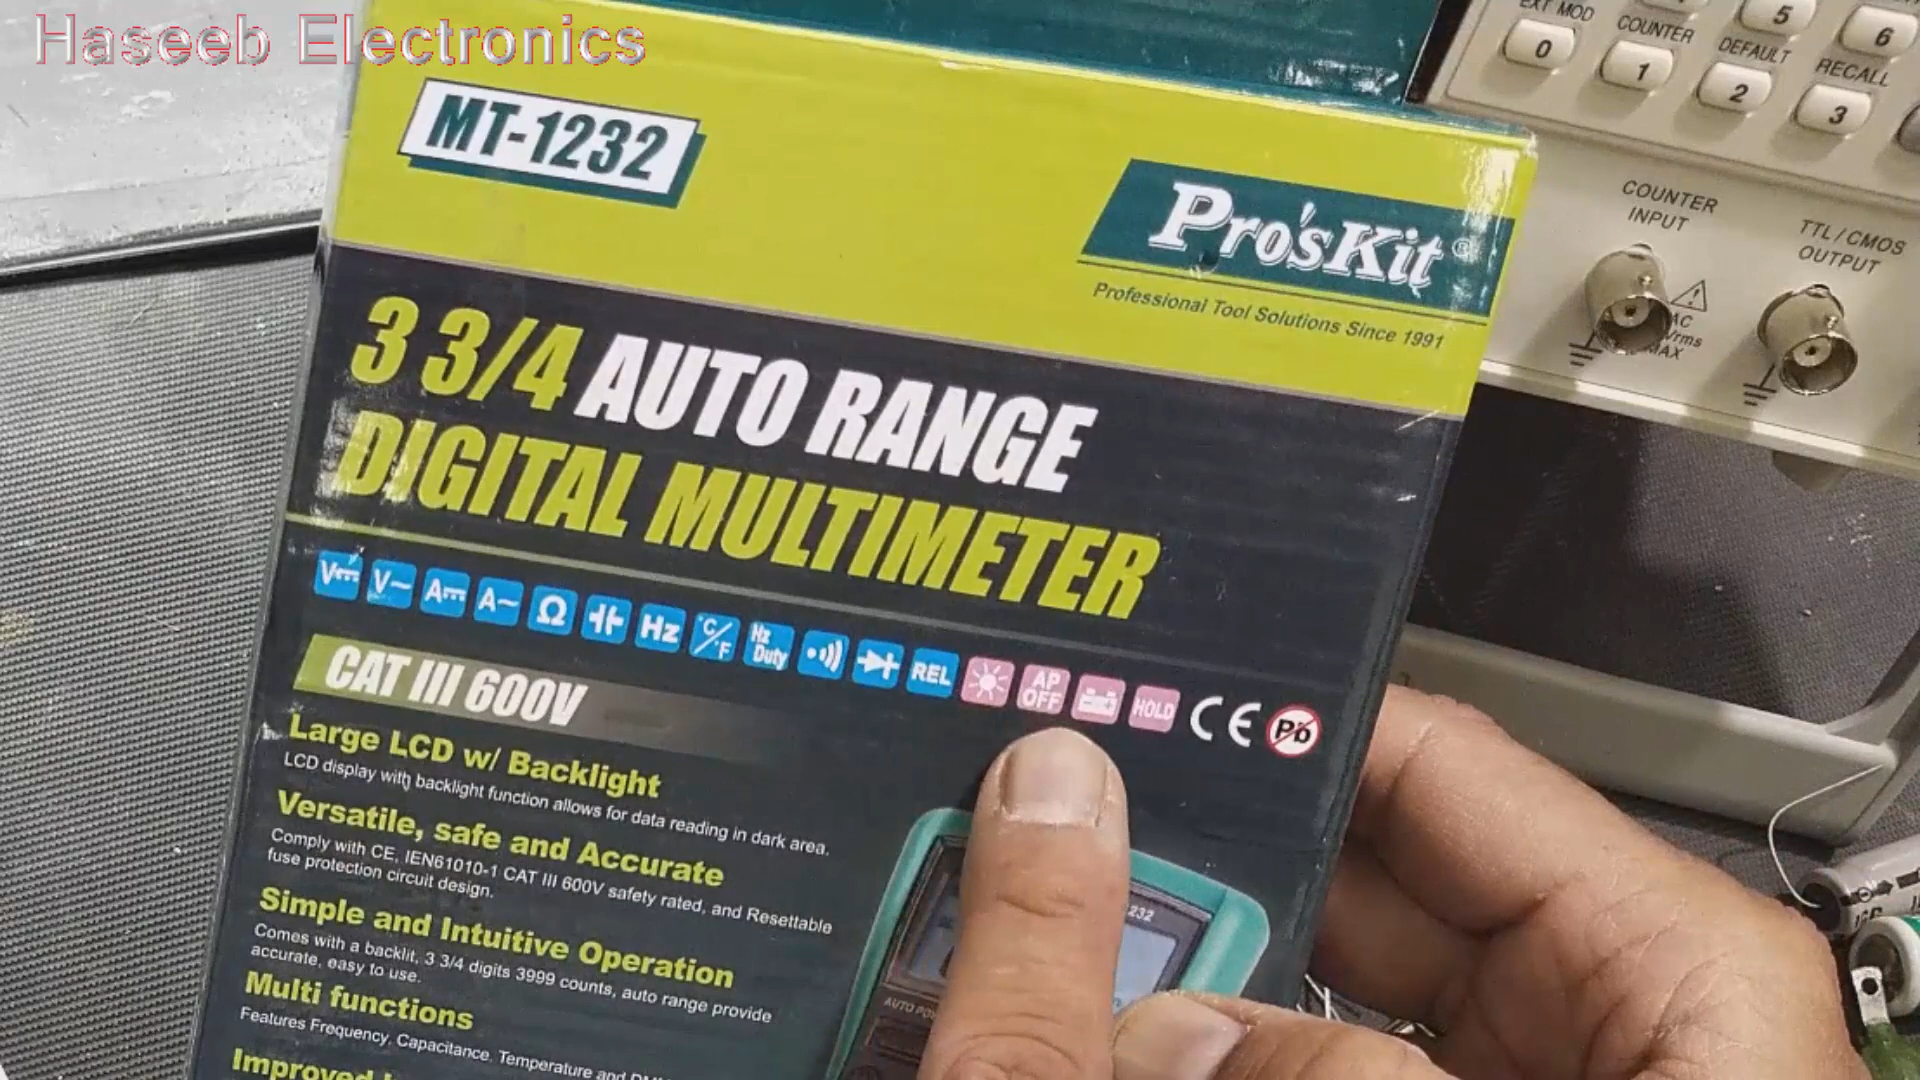 Haseeb Electronics
MT-1232
Pro'sKit®
Professional Tool Solutions Since 1991
3 3/4 AUTO RANGE
DIGITAL MULTIMETER
V V~ A A~ Ω Hz °C/°F Hz Duty REL AP OFF HOLD CE Pb
CAT III 600V
Large LCD w/ Backlight
LCD display with backlight function allows for data reading in dark area.
Versatile, safe and Accurate
Comply with CE, IEN61010-1 CAT III 600V safety rated, and Resettable
fuse protection circuit design.
Simple and Intuitive Operation
Comes with a backlit, 3 3/4 digits 3999 counts, auto range provide
accurate, easy to use.
Multi functions
Features Frequency, Capacitance, Temperature and
Improved
232
AUTO
EXT MOD
COUNTER
DEFAULT
RECALL
5
6
0
1
2
3
COUNTER
INPUT
TTL/CMOS
OUTPUT
MAX